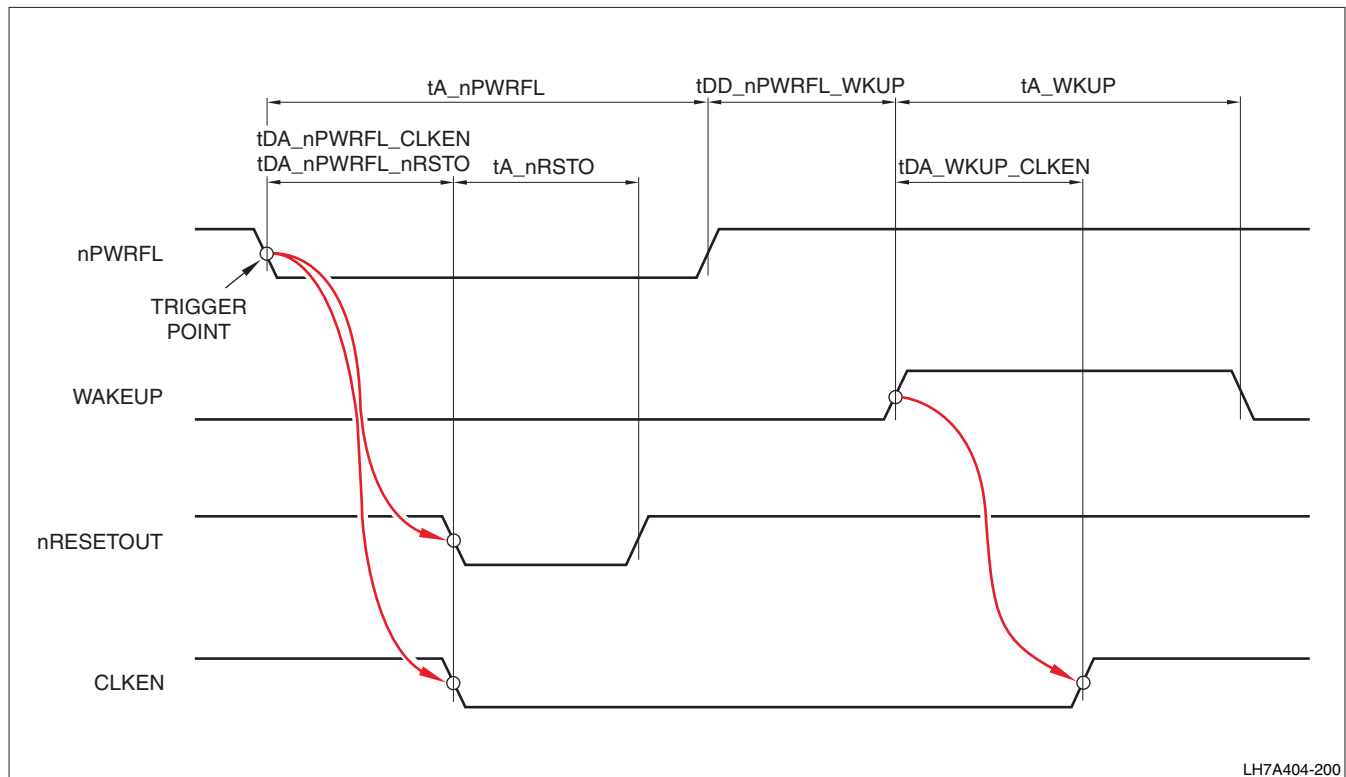 tA_nPWRFL
tDD_nPWRFL_WKUP
tA_WKUP
tDA_nPWRFL_CLKEN
tDA_nPWRFL_nRSTO
tA_nRSTO
tDA_WKUP_CLKEN
nPWRFL
TRIGGER
POINT
WAKEUP
nRESETOUT
CLKEN
LH7A404-200